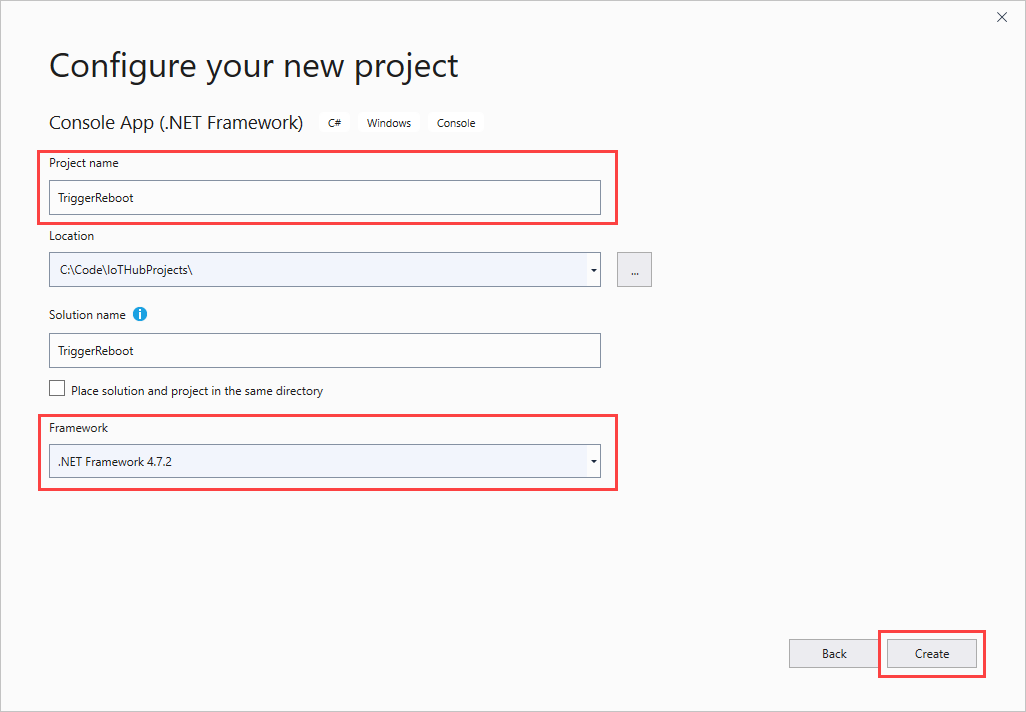 Configure your new project
Console App (.NET Framework) C# Windows Console
Project name
TriggerReboot
Location
C:\Code\IoTHubProjects\
...
Solution name i
TriggerReboot
Place solution and project in the same directory
Framework
.NET Framework 4.7.2
Back Create